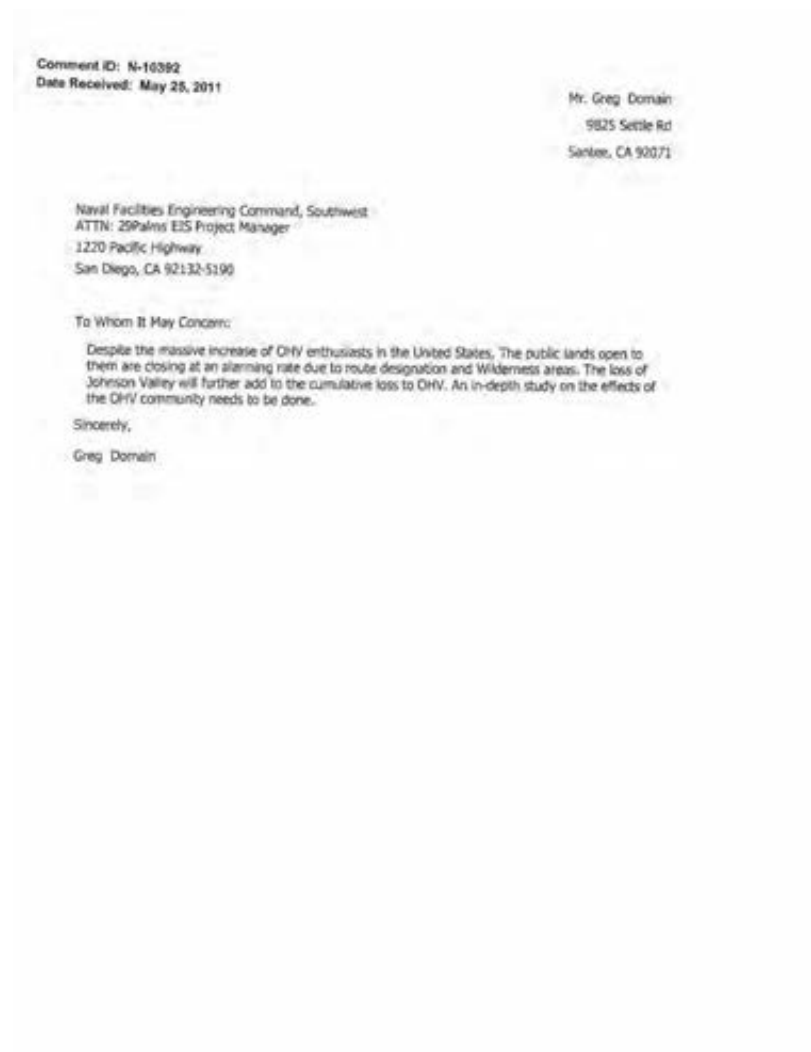 Comment ID: N-10392
Date Received: May 25, 2011
Mr. Greg Domain
9825 Settle Rd
Santee, CA 92071
Naval Facilities Engineering Command, Southwest
ATTN: 29Palms EIS Project Manager
1220 Pacific Highway
San Diego, CA 92132-5190
To Whom It May Concern:
Despite the massive increase of OHV enthusiasts in the United States, The public lands open to
them are closing at an alarming rate due to route designation and Wilderness areas. The loss of
Johnson Valley will further add to the cumulative loss to OHV. An in-depth study on the effects of
the OHV community needs to be done.
Sincerely,
Greg Domain